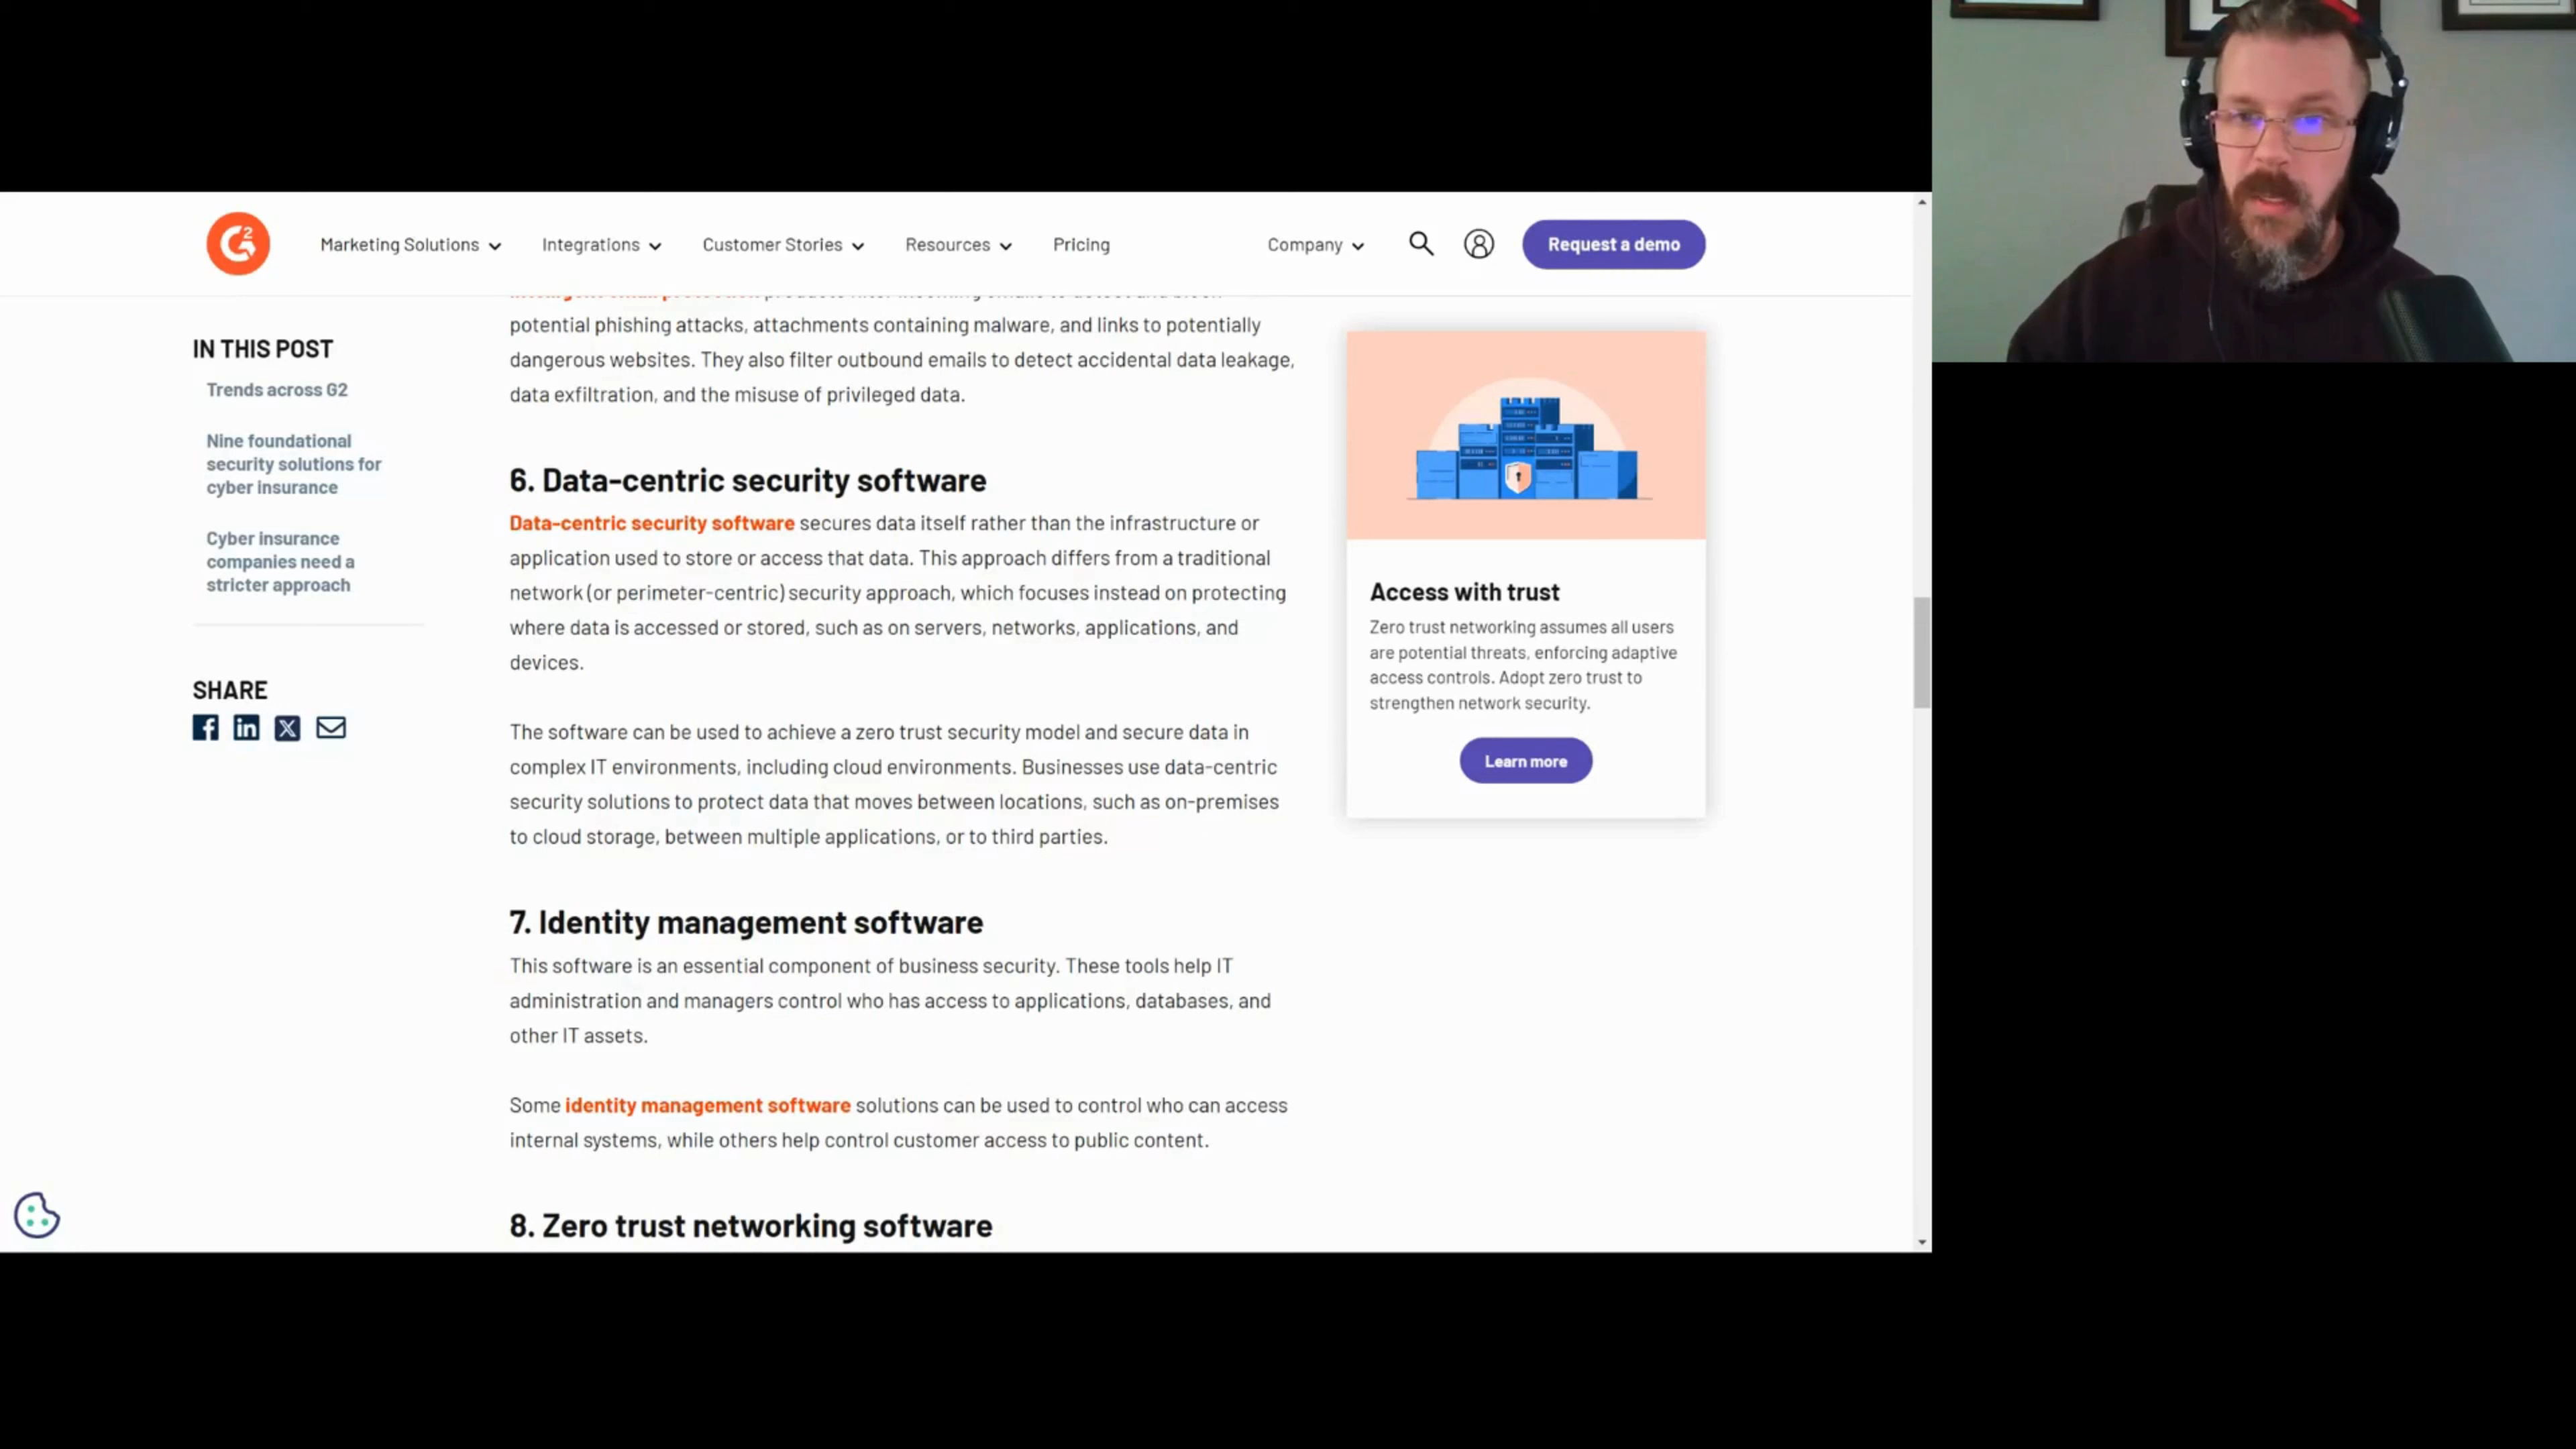 G2
Marketing Solutions
Integrations
Customer Stories
Resources
Pricing
Company
Request a demo
IN THIS POST
Trends across G2
Nine foundational
security solutions for
cyber insurance
Cyber insurance
companies need a
stricter approach
SHARE
potential phishing attacks, attachments containing malware, and links to potentially
dangerous websites. They also filter outbound emails to detect accidental data leakage,
data exfiltration, and the misuse of privileged data.
6. Data-centric security software
Data-centric security software secures data itself rather than the infrastructure or
application used to store or access that data. This approach differs from a traditional
network (or perimeter-centric) security approach, which focuses instead on protecting
where data is accessed or stored, such as on servers, networks, applications, and
devices.
The software can be used to achieve a zero trust security model and secure data in
complex IT environments, including cloud environments. Businesses use data-centric
security solutions to protect data that moves between locations, such as on-premises
to cloud storage, between multiple applications, or to third parties.
7. Identity management software
This software is an essential component of business security. These tools help IT
administration and managers control who has access to applications, databases, and
other IT assets.
Some identity management software solutions can be used to control who can access
internal systems, while others help control customer access to public content.
8. Zero trust networking software
Access with trust
Zero trust networking assumes all users
are potential threats, enforcing adaptive
access controls. Adopt zero trust to
strengthen network security.
Learn more